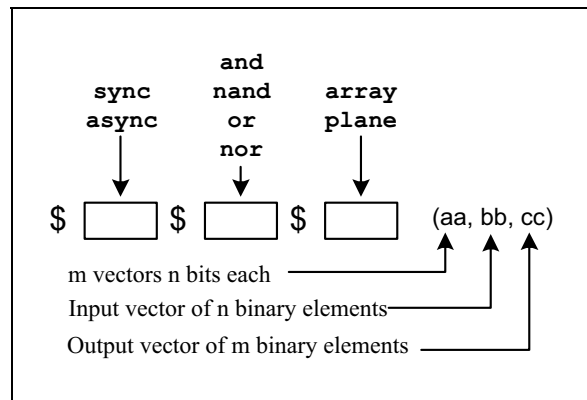 and
sync nand array
async or plane
nor
$ $ $ (aa, bb, cc)
m vectors n bits each
Input vector of n binary elements
Output vector of m binary elements